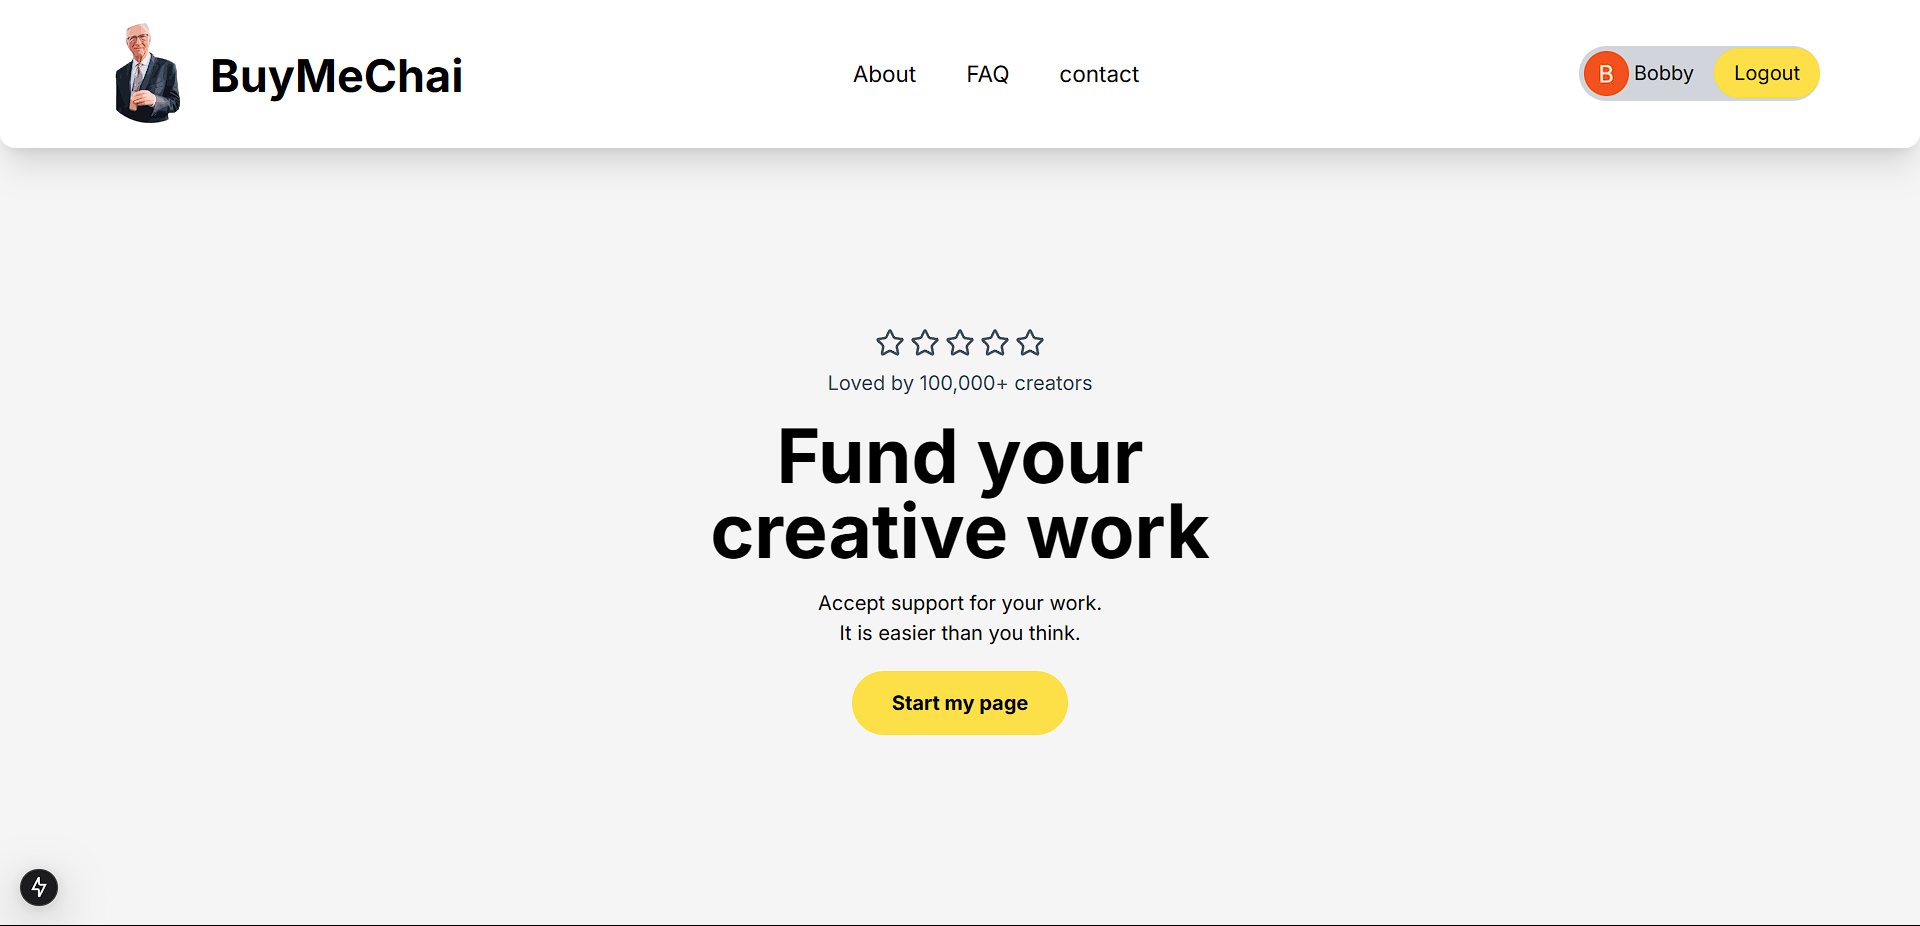 BuyMeChai
About
FAQ
contact
B
Bobby
Logout
Loved by 100,000+ creators
Fund your
creative work
Accept support for your work.
It is easier than you think.
Start my page